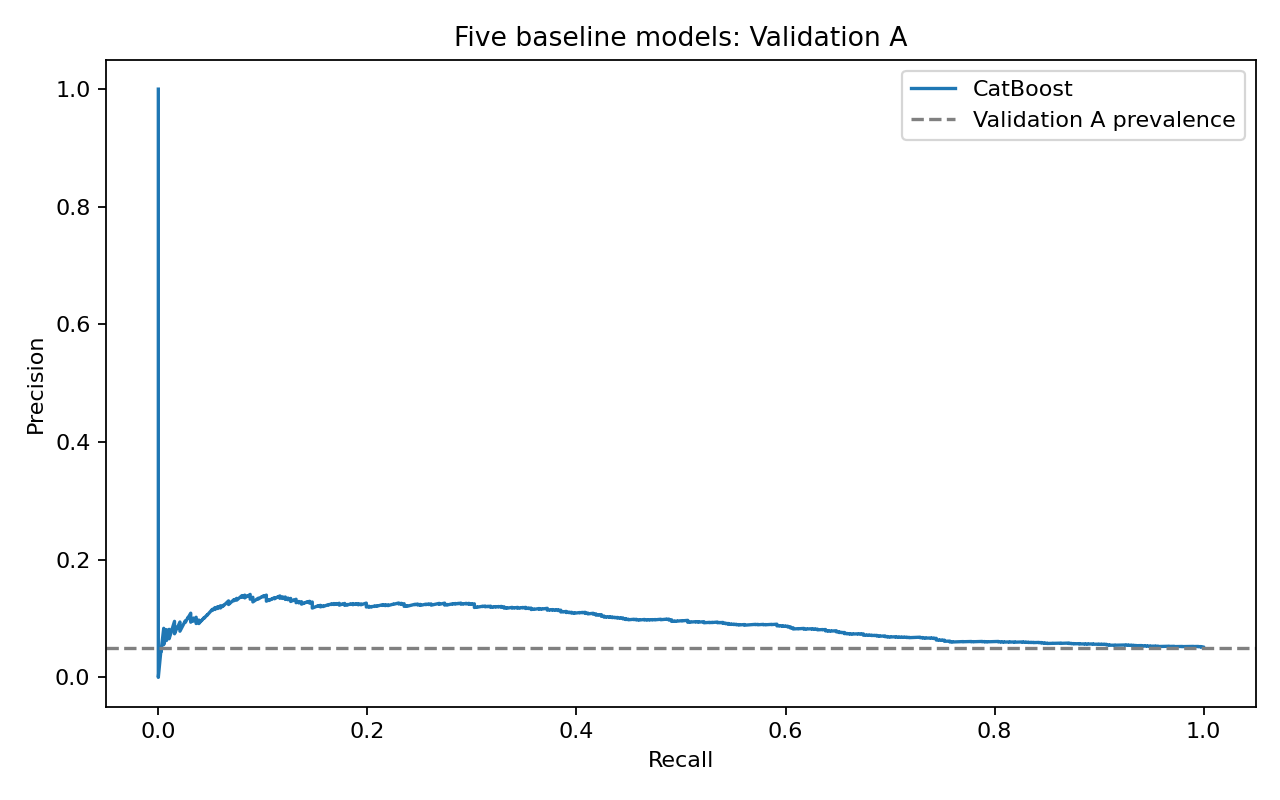 Five baseline models: Validation A
CatBoost
Validation A prevalence
Precision
1.0
0.8
0.6
0.4
0.2
0.0
0.0 0.2 0.4 0.6 0.8 1.0
Recall